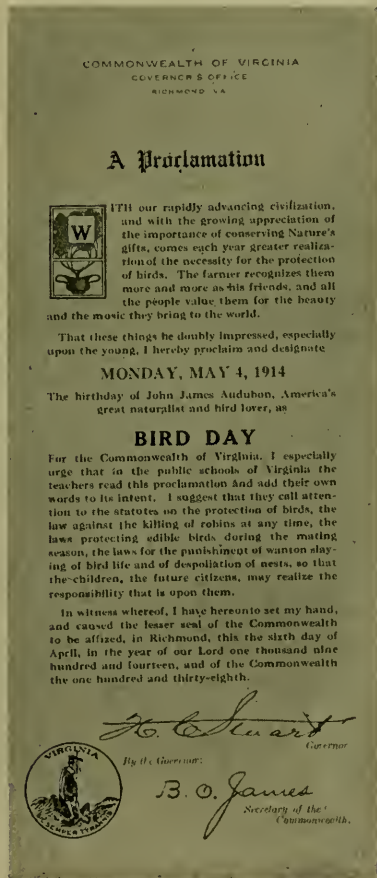 COMMONWEALTH OF VIRGINIA
GOVERNOR'S OFFICE
RICHMOND VA
A Proclamation
WITH our rapidly advancing civilization,
and with the growing appreciation of
the importance of conserving Nature's
gifts, comes each year greater realiza-
tion of the necessity for the protection
of birds. The farmer recognizes them
more and more as his friends, and all
the people value them for the beauty
and the music they bring to the world.
That these things be doubly impressed, especially
upon the young, I hereby proclaim and designate
MONDAY, MAY 4, 1914
The birthday of John James Audubon, America's
great naturalist and bird lover, as
BIRD DAY
For the Commonwealth of Virginia. I especially
urge that in the public schools of Virginia the
teachers read this proclamation and add their own
words to its intent. I suggest that they call atten-
tion to the statutes on the protection of birds, the
law against the killing of robins at any time, the
laws protecting edible birds during the mating
season, the laws for the punishment of wanton slay-
ing of bird life and of despoliation of nests, so that
the children, the future citizens, may realize the
responsibility that is upon them.
In witness whereof, I have hereunto set my hand,
and caused the lesser seal of the Commonwealth
to be affixed, in Richmond, this the sixth day of
April, in the year of our Lord one thousand nine
hundred and fourteen, and of the Commonwealth
the one hundred and thirty-eighth.
H. C. Stuart
Governor
By the Governor:
B. O. James
Secretary of the
Commonwealth.
VIRGINIA
SIC SEMPER TYRANNIS